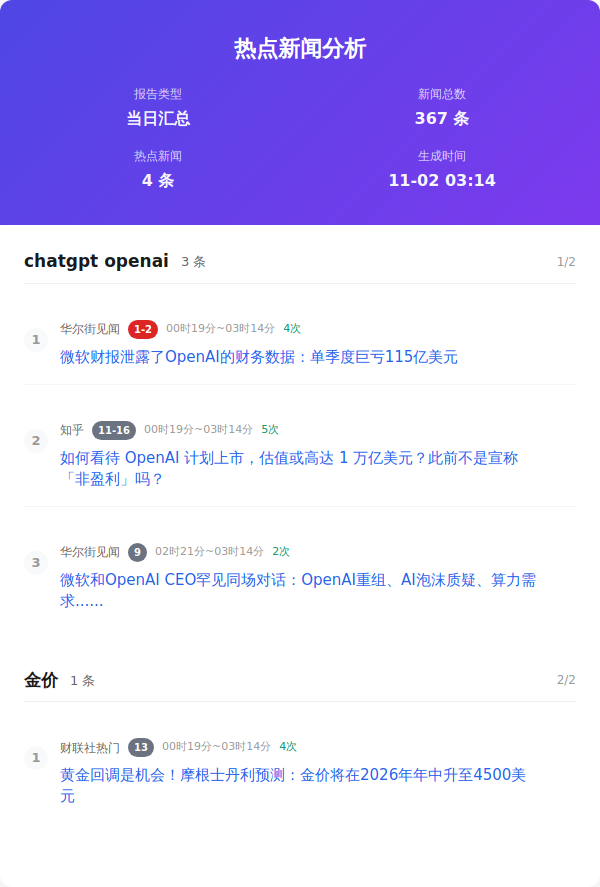 热点新闻分析
报告类型
新闻总数
当日汇总
367 条
热点新闻
生成时间
4 条
11-02 03:14
chatgpt openai 3 条 1/2
1
华尔街见闻 1-2 00时19分~03时14分 4次
微软财报泄露了OpenAI的财务数据：单季度巨亏115亿美元
2
知乎 11-16 00时19分~03时14分 5次
如何看待 OpenAI 计划上市，估值或高达 1 万亿美元？此前不是宣称
「非盈利」吗？
3
华尔街见闻 9 02时21分~03时14分 2次
微软和OpenAI CEO罕见同场对话：OpenAI重组、AI泡沫质疑、算力需
求……
金价 1 条 2/2
1
财联社热门 13 00时19分~03时14分 4次
黄金回调是机会！摩根士丹利预测：金价将在2026年年中升至4500美
元